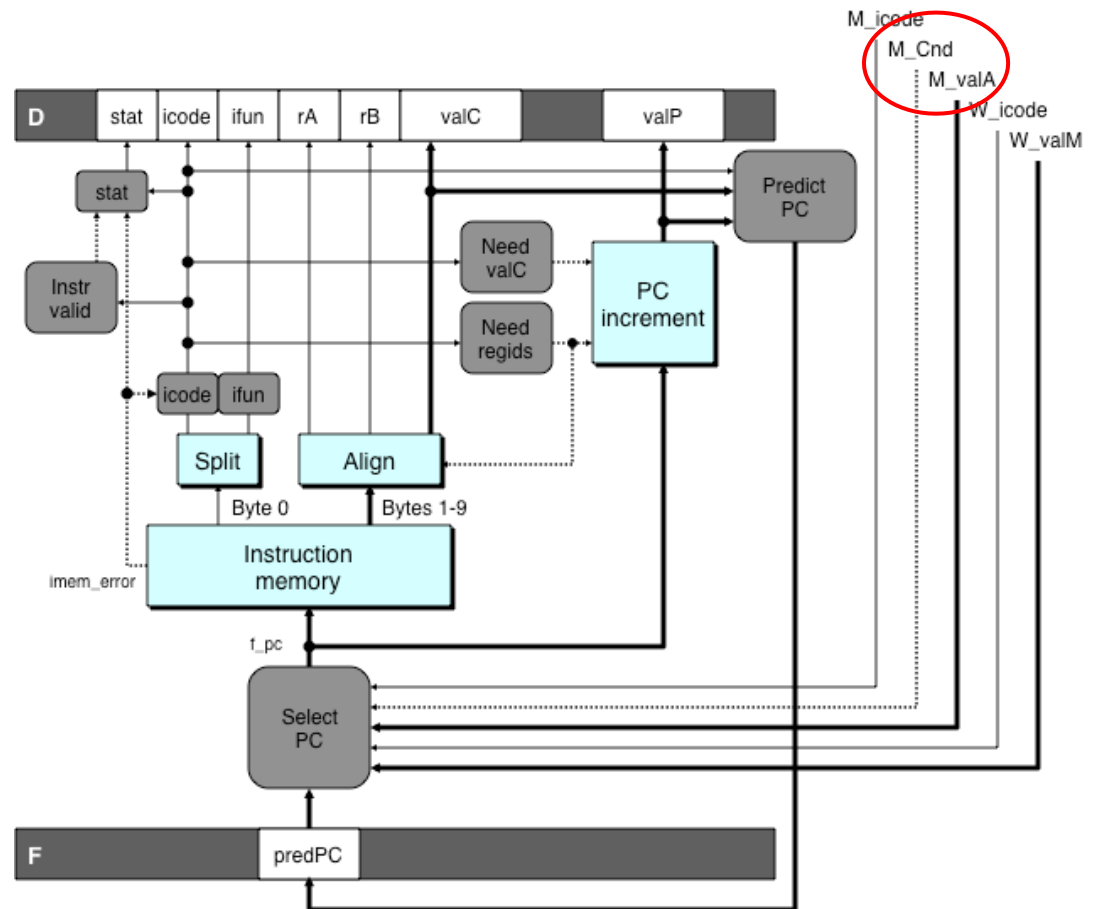 M_icode
M_Cnd
M_valA
W_icode
W_valM
D
stat
icode
ifun
rA
rB
valC
valP
stat
Predict
PC
Need
valC
Instr
valid
PC
increment
Need
regids
icode
ifun
Split
Align
Byte 0
Bytes 1-9
Instruction
memory
imem_error
f_pc
Select
PC
F
predPC